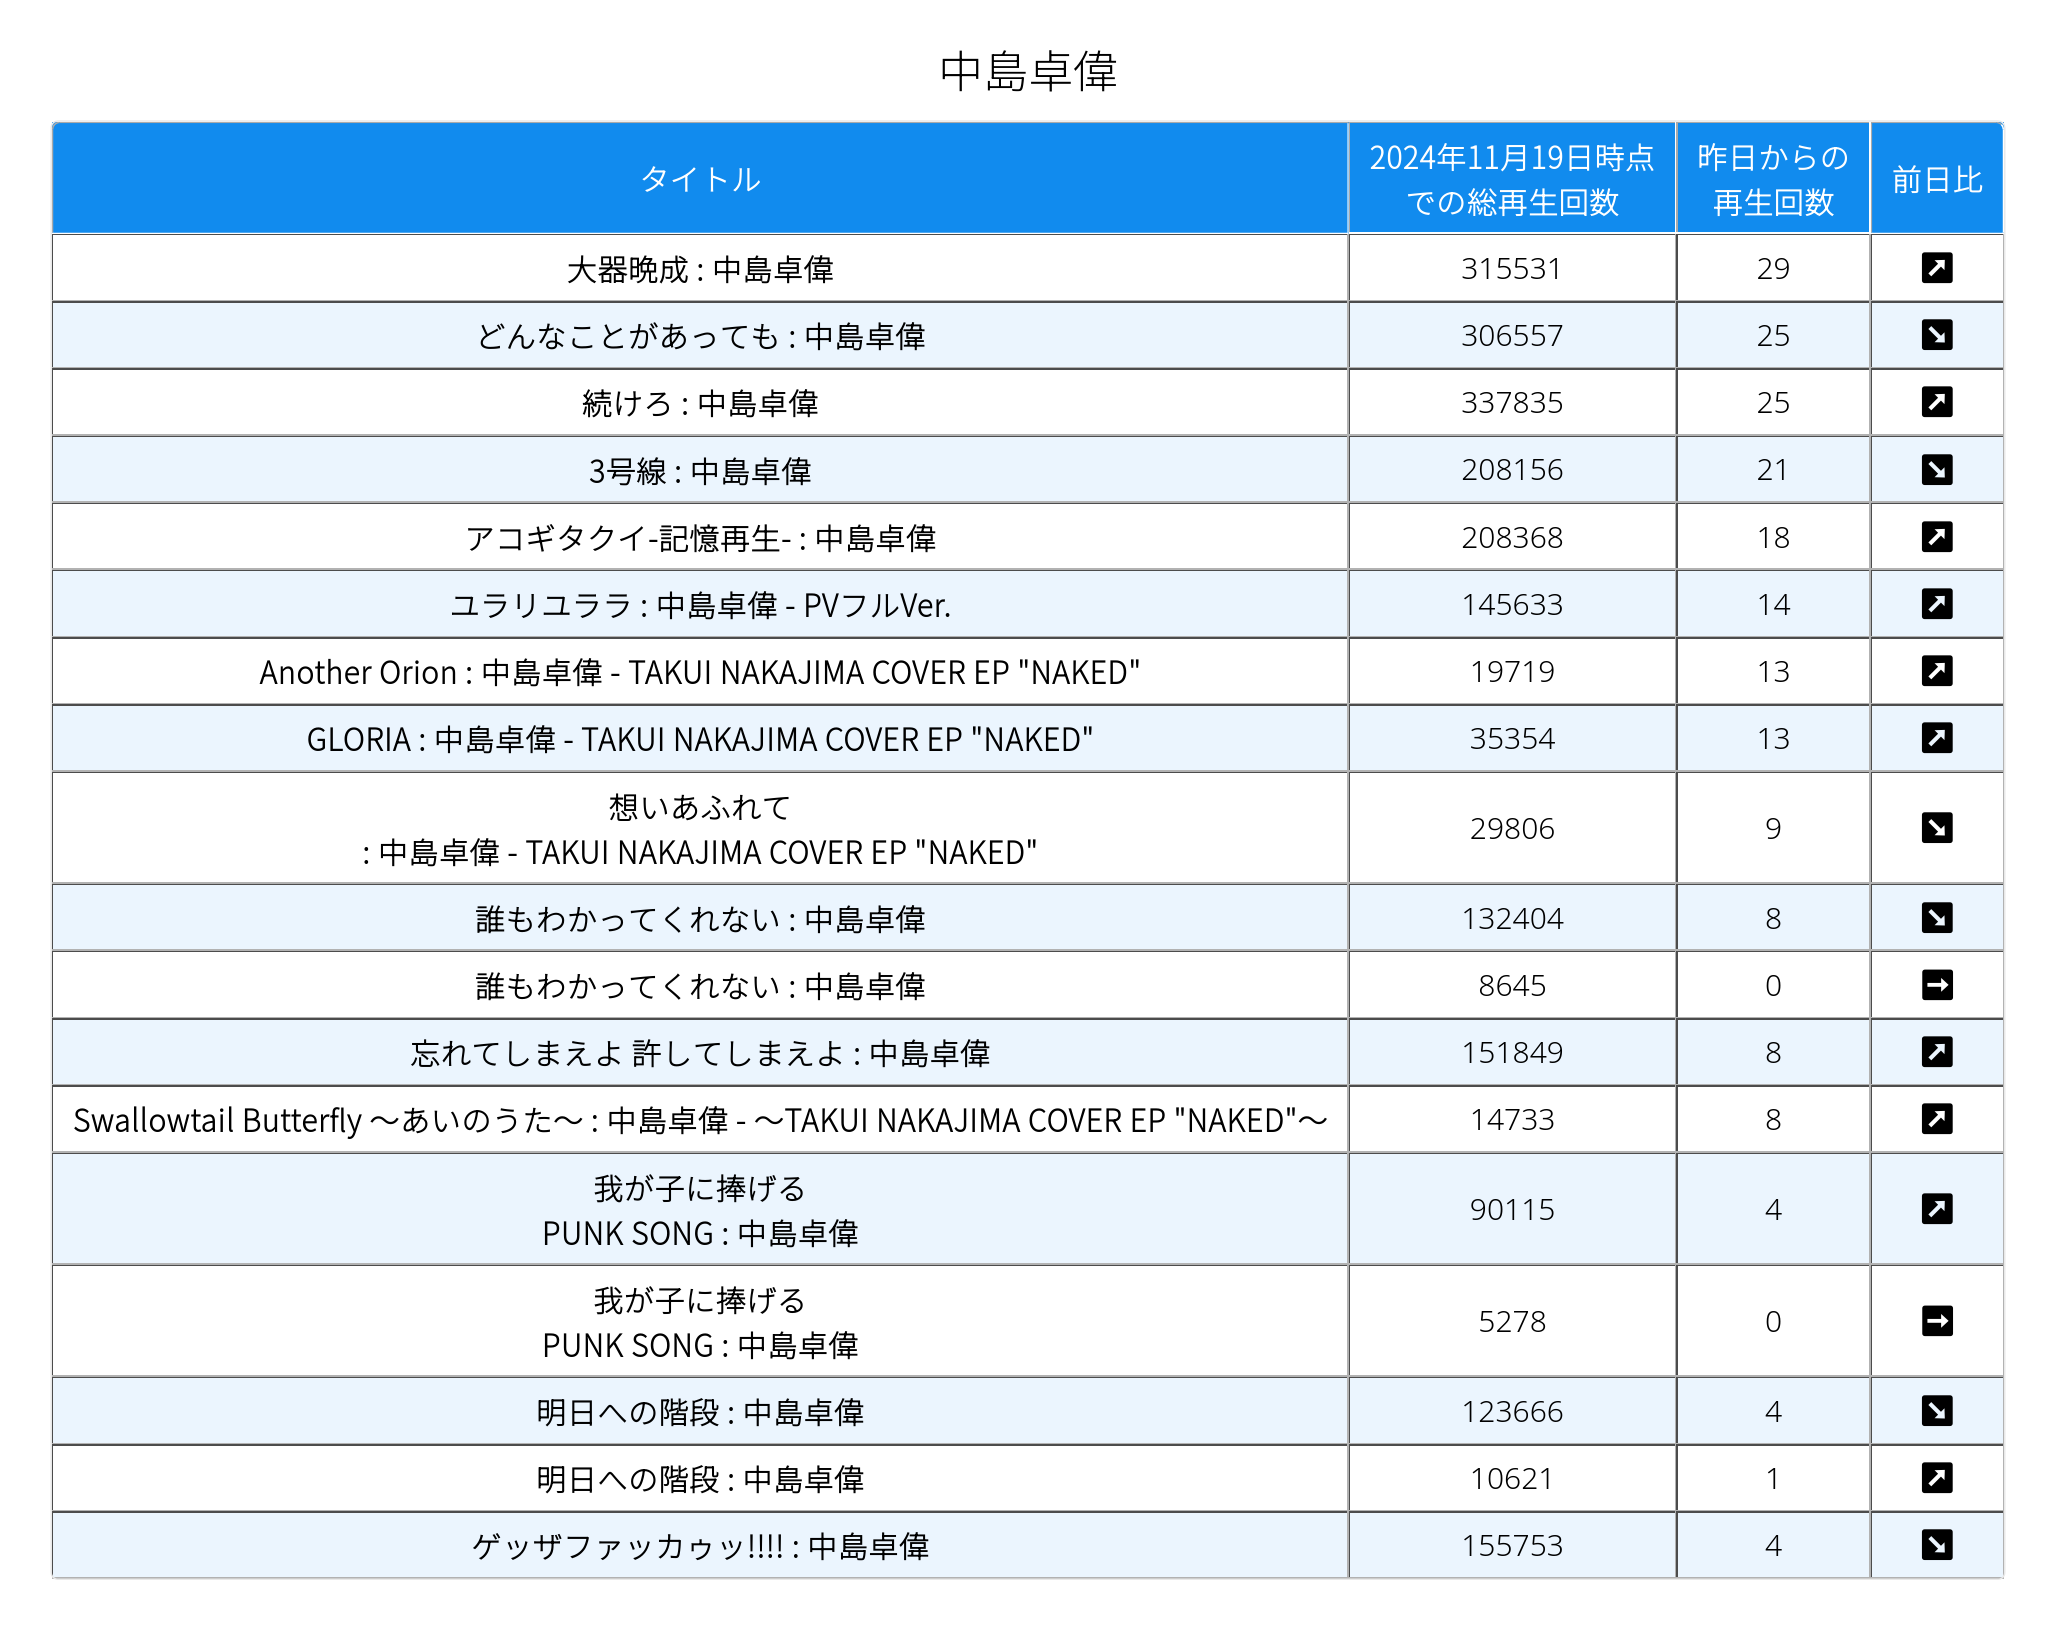 中島卓偉
タイトル
2024年11月19日時点
での総再生回数
昨日からの
再生回数
前日比
大器晩成 : 中島卓偉 315531 29 ↗
どんなことがあっても : 中島卓偉 306557 25 ↘
続けろ : 中島卓偉 337835 25 ↗
3号線 : 中島卓偉 208156 21 ↘
アコギタクイ-記憶再生- : 中島卓偉 208368 18 ↗
ユラリユララ : 中島卓偉 - PVフルVer. 145633 14 ↗
Another Orion : 中島卓偉 - TAKUI NAKAJIMA COVER EP "NAKED" 19719 13 ↗
GLORIA : 中島卓偉 - TAKUI NAKAJIMA COVER EP "NAKED" 35354 13 ↗
想いあふれて
: 中島卓偉 - TAKUI NAKAJIMA COVER EP "NAKED" 29806 9 ↘
誰もわかってくれない : 中島卓偉 132404 8 ↘
誰もわかってくれない : 中島卓偉 8645 0 →
忘れてしまえよ 許してしまえよ : 中島卓偉 151849 8 ↗
Swallowtail Butterfly 〜あいのうた〜 : 中島卓偉 - 〜TAKUI NAKAJIMA COVER EP "NAKED"〜 14733 8 ↗
我が子に捧げる
PUNK SONG : 中島卓偉 90115 4 ↗
我が子に捧げる
PUNK SONG : 中島卓偉 5278 0 →
明日への階段 : 中島卓偉 123666 4 ↘
明日への階段 : 中島卓偉 10621 1 ↗
ゲッザファッカゥッ!!!! : 中島卓偉 155753 4 ↘